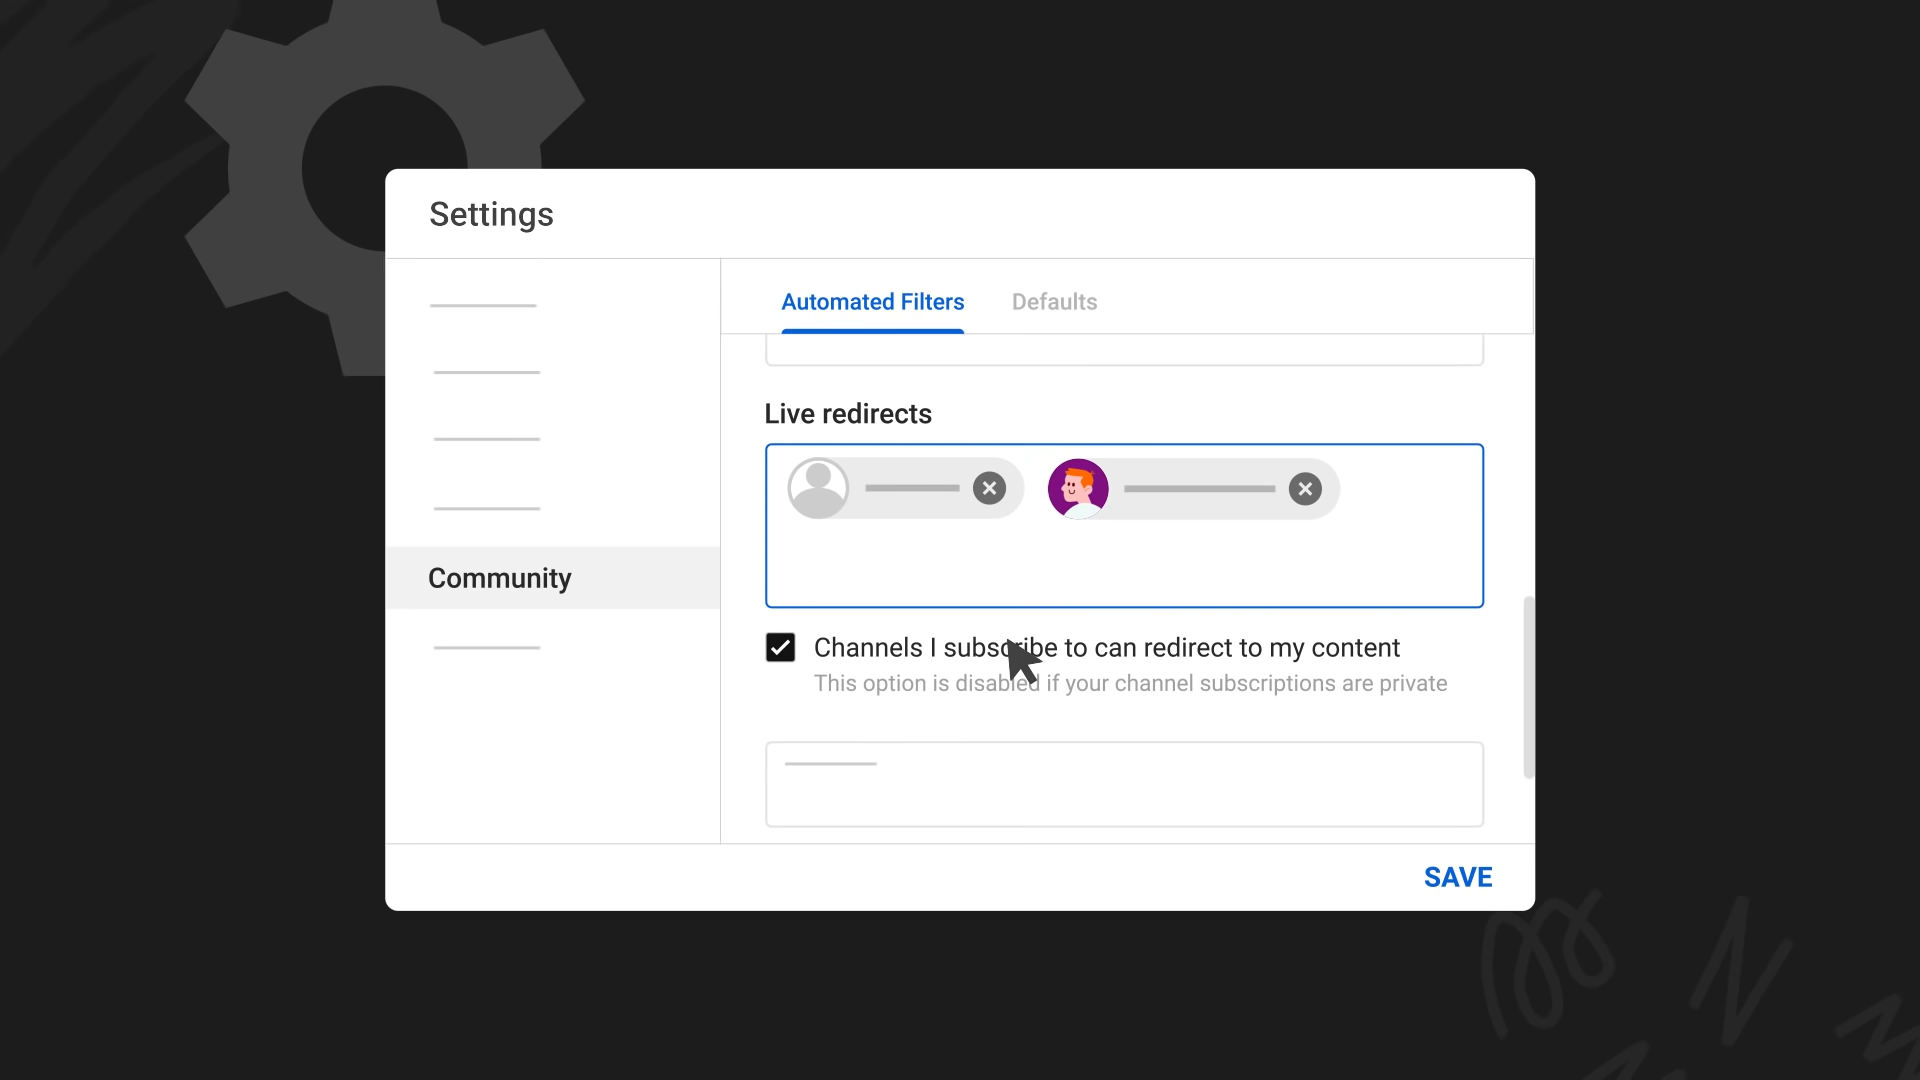 Settings
Automated Filters
Defaults
Live redirects
Community
Channels I subscribe to can redirect to my content
This option is disabled if your channel subscriptions are private
SAVE